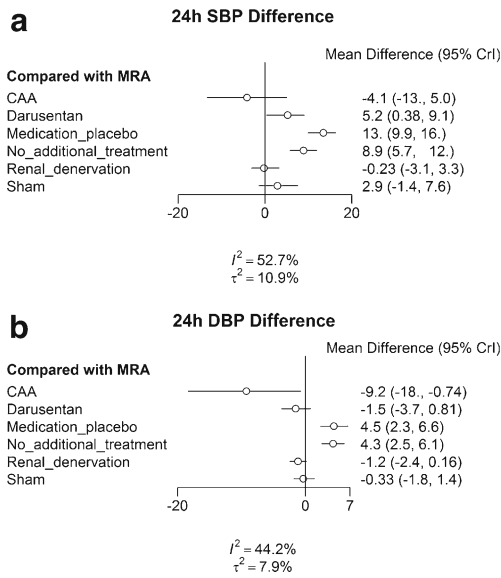 a
24h SBP Difference
Mean Difference (95% CrI)
Compared with MRA
CAA -4.1 (-13., 5.0)
Darusentan 5.2 (0.38, 9.1)
Medication_placebo 13. (9.9, 16.)
No_additional_treatment 8.9 (5.7, 12.)
Renal_denervation -0.23 (-3.1, 3.3)
Sham 2.9 (-1.4, 7.6)
-20 0 20
I² = 52.7%
τ² = 10.9%
b
24h DBP Difference
Mean Difference (95% CrI)
Compared with MRA
CAA -9.2 (-18., -0.74)
Darusentan -1.5 (-3.7, 0.81)
Medication_placebo 4.5 (2.3, 6.6)
No_additional_treatment 4.3 (2.5, 6.1)
Renal_denervation -1.2 (-2.4, 0.16)
Sham -0.33 (-1.8, 1.4)
-20 0 7
I² = 44.2%
τ² = 7.9%